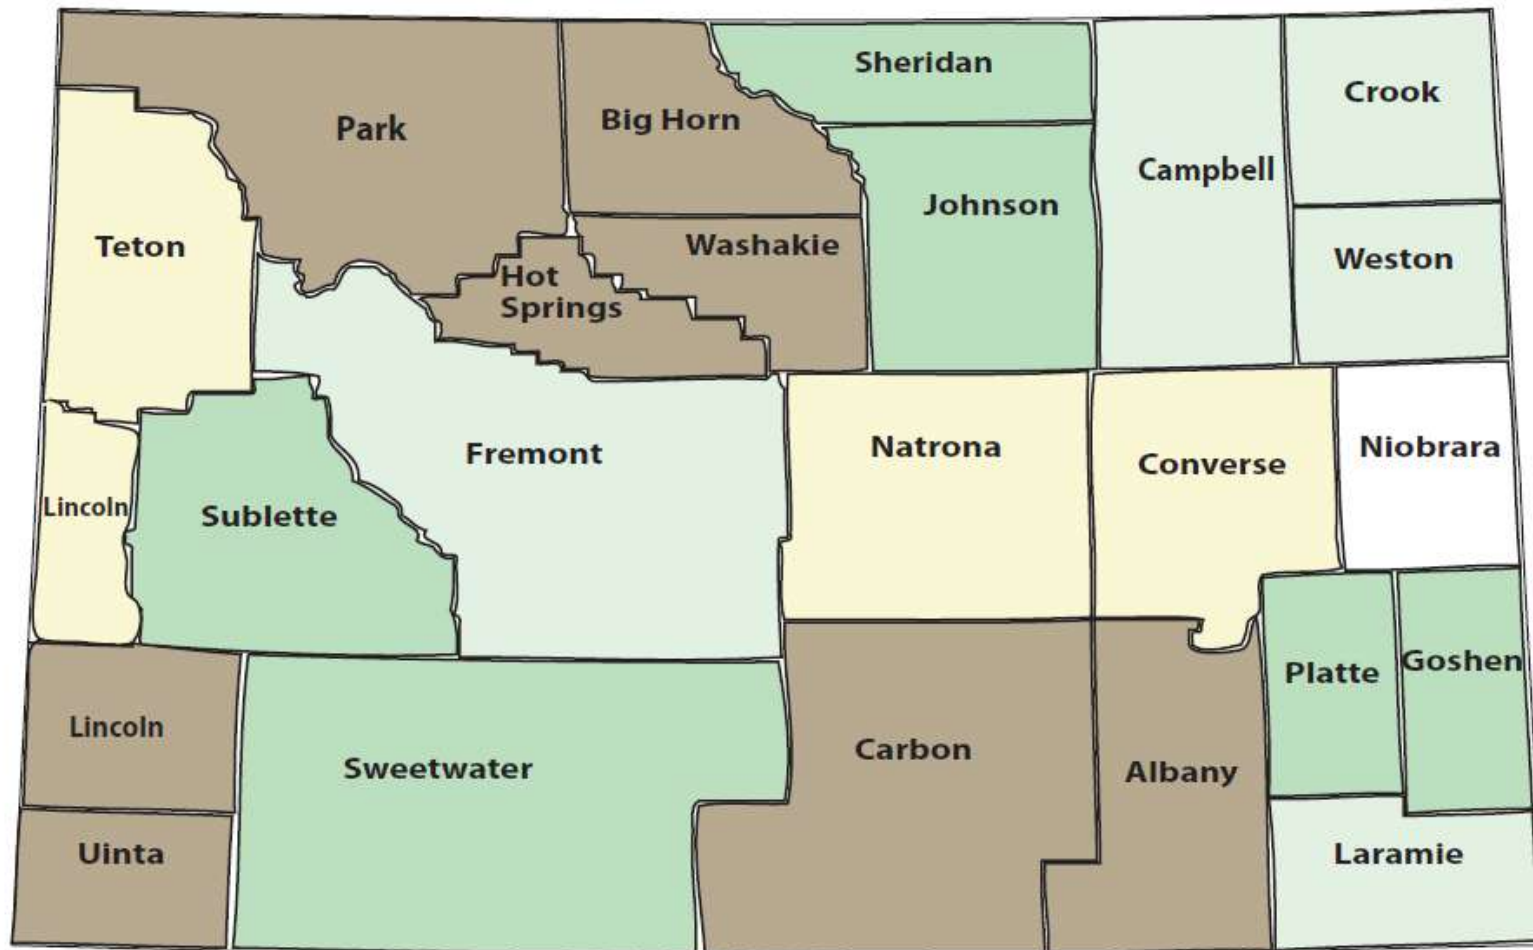 Sheridan
Crook
Park
Big Horn
Campbell
Johnson
Teton
Washakie
Weston
Hot
Springs
Natrona
Niobrara
Fremont
Converse
Lincoln
Sublette
Platte
Goshen
Lincoln
Sweetwater
Carbon
Albany
Uinta
Laramie